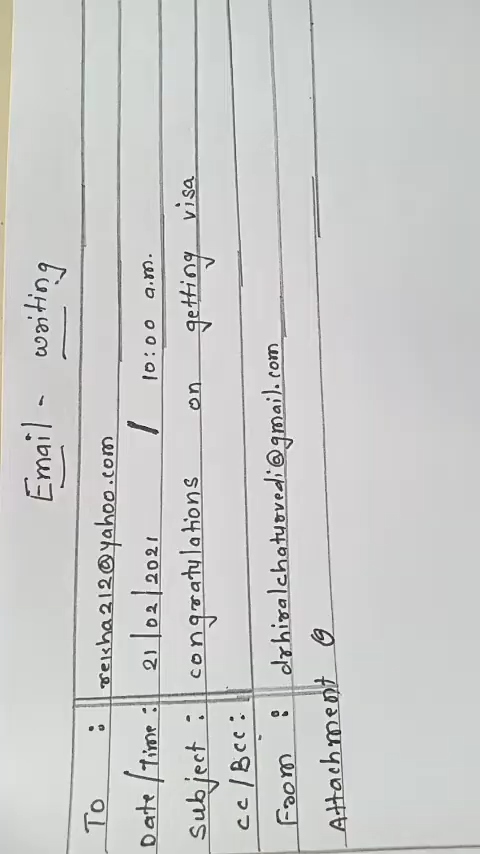 Email - writing
To : rekha212@yahoo.com
Date/Time: 21/02/2021 / 10:00 a.m.
Subject : congratulations on getting visa
cc/Bcc:
From : drhiralchaturvedi@gmail.com
Attachment